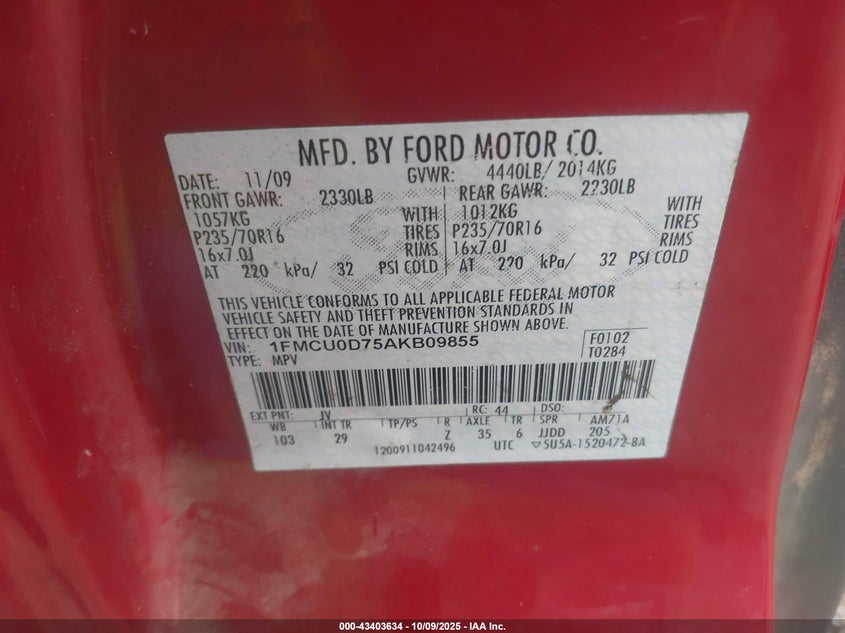 MFD. BY FORD MOTOR CO.
DATE: 11/09 GVWR: 4440LB/ 2014KG
FRONT GAWR: 2330LB REAR GAWR: 2230LB
1057KG WITH 1012KG WITH
P235/70R16 TIRES P235/70R16 TIRES
16x7.0J RIMS 16x7.0J RIMS
AT 220 kPa/ 32 PSI COLD AT 220 kPa/ 32 PSI COLD
THIS VEHICLE CONFORMS TO ALL APPLICABLE FEDERAL MOTOR
VEHICLE SAFETY AND THEFT PREVENTION STANDARDS IN
EFFECT ON THE DATE OF MANUFACTURE SHOWN ABOVE.
VIN: 1FMCU0D75AKB09855 F0102
TYPE: MPV T0284
EXT PNT: JV RC: 44 DSO:
WB INT TR TP/PS R AXLE TR SPR AM71A
103 29 Z 35 6 JJDD 205
1200911042496 UTC ▽5U5A-1520472-BA
000-43403634 | 10/09/2025 - IAA Inc.